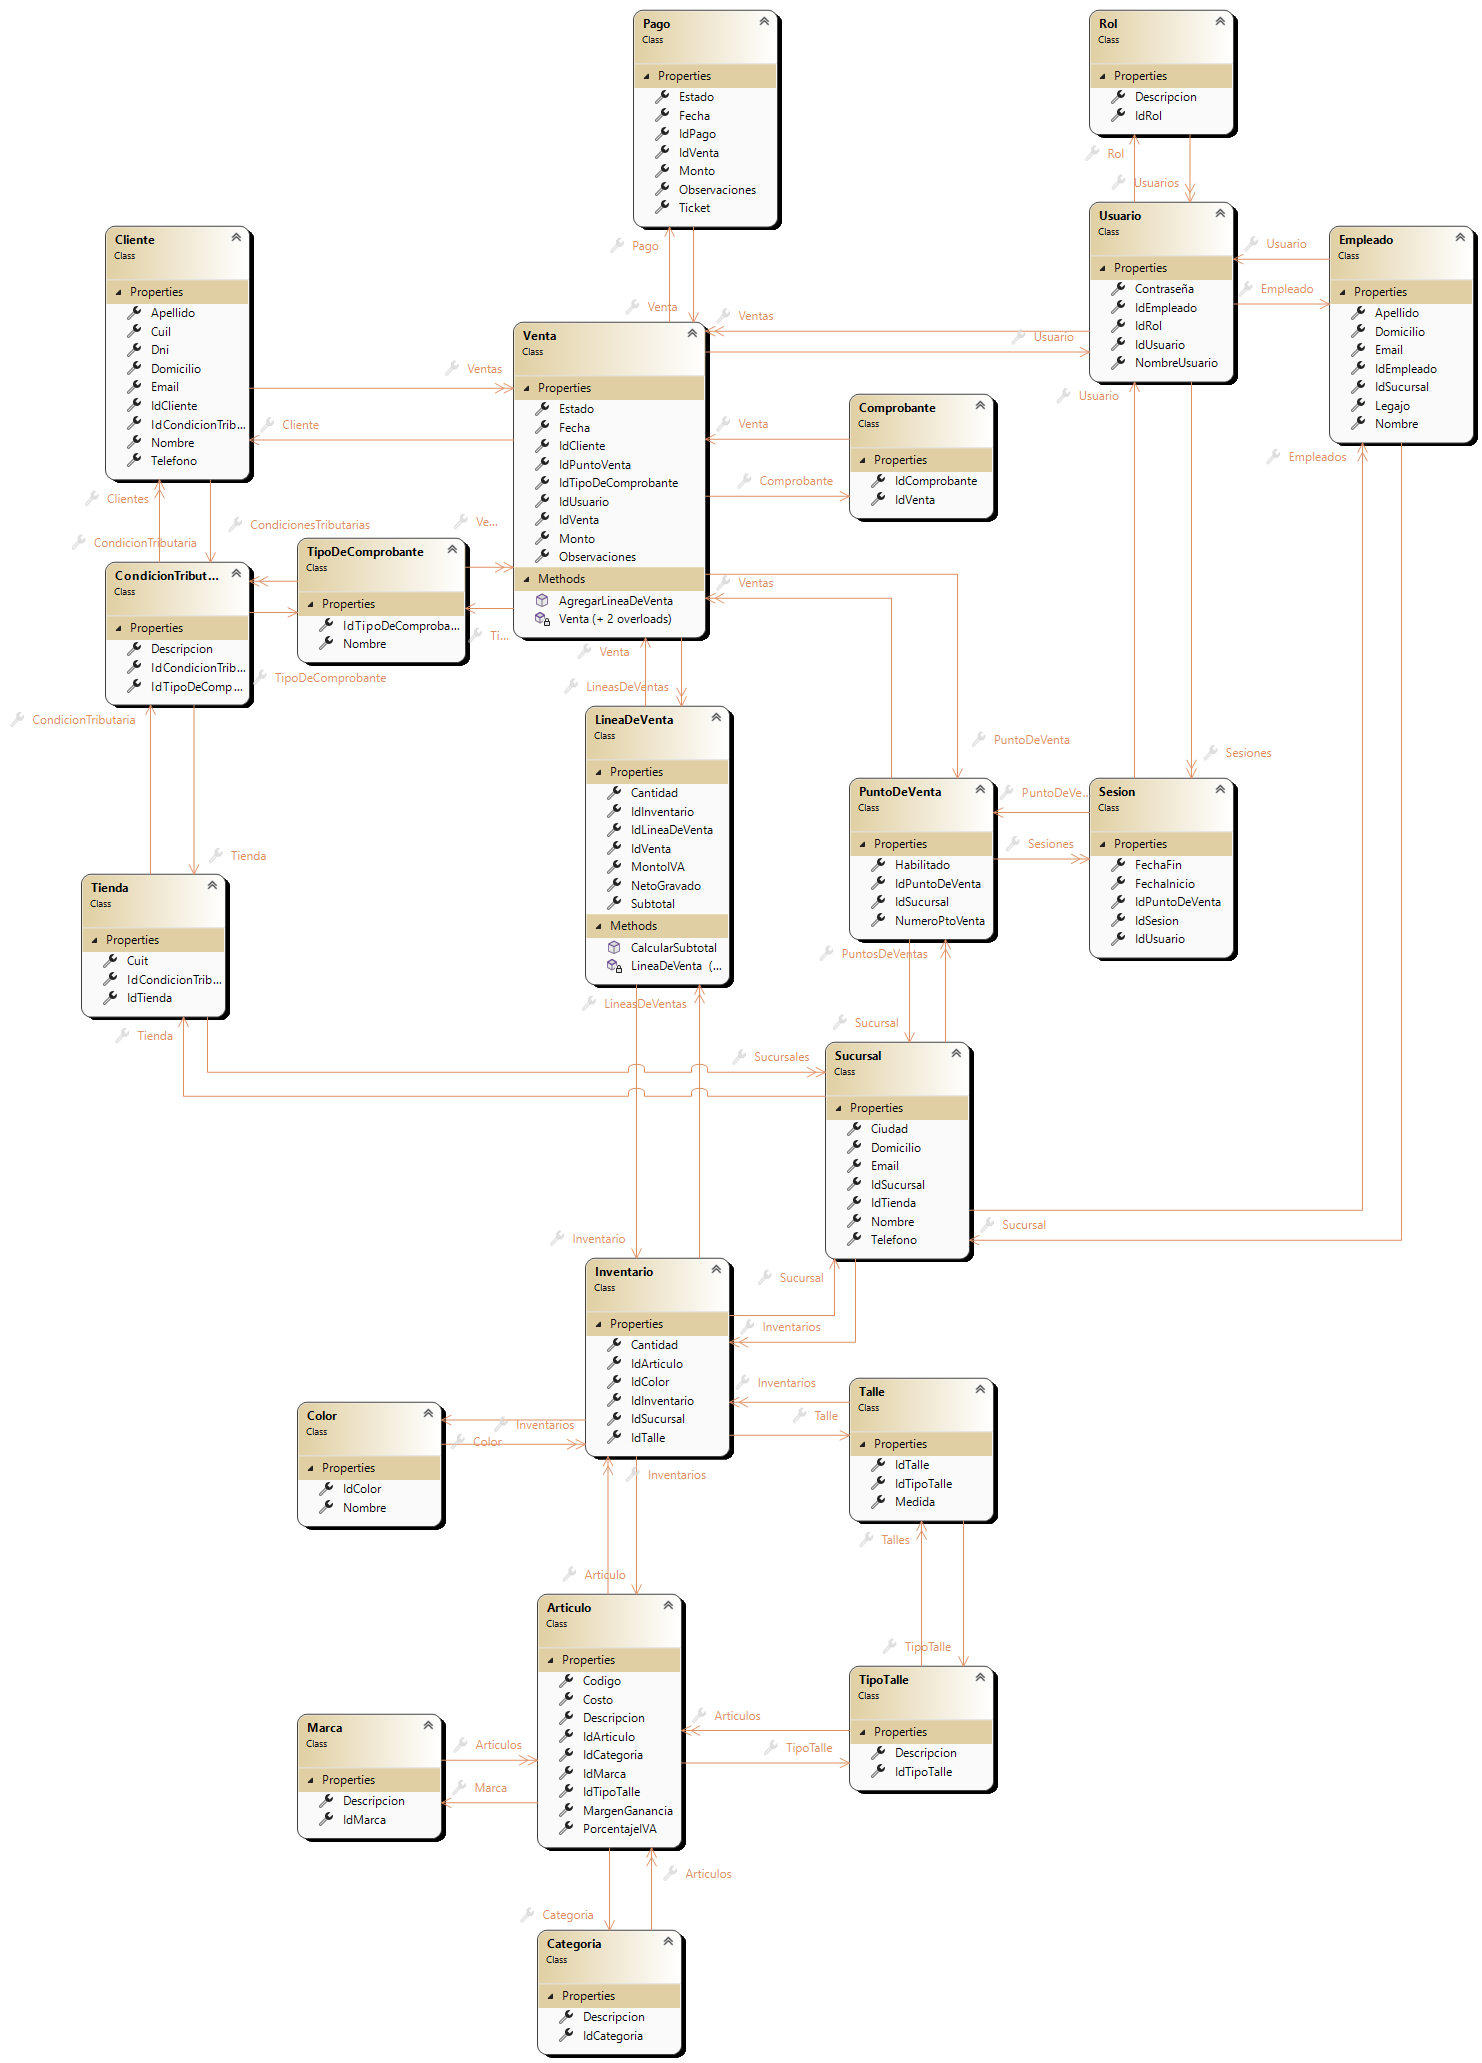 Pago
Class
Properties
Estado
Fecha
IdPago
IdVenta
Monto
Observaciones
Ticket
Rol
Class
Properties
Descripcion
IdRol
Rol
Usuarios
Usuario
Class
Properties
Contraseña
IdEmpleado
IdRol
IdUsuario
NombreUsuario
Usuario
Empleado
Empleado
Class
Properties
Apellido
Domicilio
Email
IdEmpleado
IdSucursal
Legajo
Nombre
Empleados
Cliente
Class
Properties
Apellido
Cuil
Dni
Domicilio
Email
IdCliente
IdCondicionTrib...
Nombre
Telefono
Pago
Venta
Ventas
Usuario
Ventas
Cliente
Venta
Class
Properties
Estado
Fecha
IdCliente
IdPuntoVenta
IdTipoDeComprobante
IdUsuario
IdVenta
Monto
Observaciones
Methods
AgregarLineaDeVenta
Venta (+ 2 overloads)
Venta
Comprobante
Comprobante
Class
Properties
IdComprobante
IdVenta
Usuario
Clientes
CondicionesTributarias
CondicionTributaria
Ve...
Ti...
TipoDeComprobante
Class
Properties
IdTipoDeComproba...
Nombre
CondicionTribut...
Class
Properties
Descripcion
IdCondicionTrib...
IdTipoDeComp...
TipoDeComprobante
CondicionTributaria
Ventas
Venta
LineasDeVentas
PuntoDeVenta
Sesiones
LineaDeVenta
Class
Properties
Cantidad
IdInventario
IdLineaDeVenta
IdVenta
MontoIVA
NetoGravado
Subtotal
Methods
CalcularSubtotal
LineaDeVenta (...
PuntoDeVenta
Class
Properties
Habilitado
IdPuntoDeVenta
IdSucursal
NumeroPtoVenta
PuntoDeVe...
Sesiones
Sesion
Class
Properties
FechaFin
FechaInicio
IdPuntoDeVenta
IdSesion
IdUsuario
Tienda
Tienda
Class
Properties
Cuit
IdCondicionTrib...
IdTienda
Tienda
PuntosDeVentas
LineasDeVentas
Sucursal
Sucursales
Sucursal
Class
Properties
Ciudad
Domicilio
Email
IdSucursal
IdTienda
Nombre
Telefono
Sucursal
Inventario
Sucursal
Inventarios
Inventario
Class
Properties
Cantidad
IdArticulo
IdColor
IdInventario
IdSucursal
IdTalle
Inventarios
Talle
Talle
Class
Properties
IdTalle
IdTipoTalle
Medida
Color
Class
Properties
IdColor
Nombre
Inventarios
Color
Inventarios
Articulo
Talles
TipoTalle
Articulo
Class
Properties
Codigo
Costo
Descripcion
IdArticulo
IdCategoria
IdMarca
IdTipoTalle
MargenGanancia
PorcentajeIVA
TipoTalle
Class
Properties
Descripcion
IdTipoTalle
Articulos
TipoTalle
Marca
Class
Properties
Descripcion
IdMarca
Articulos
Marca
Articulos
Categoria
Categoria
Class
Properties
Descripcion
IdCategoria